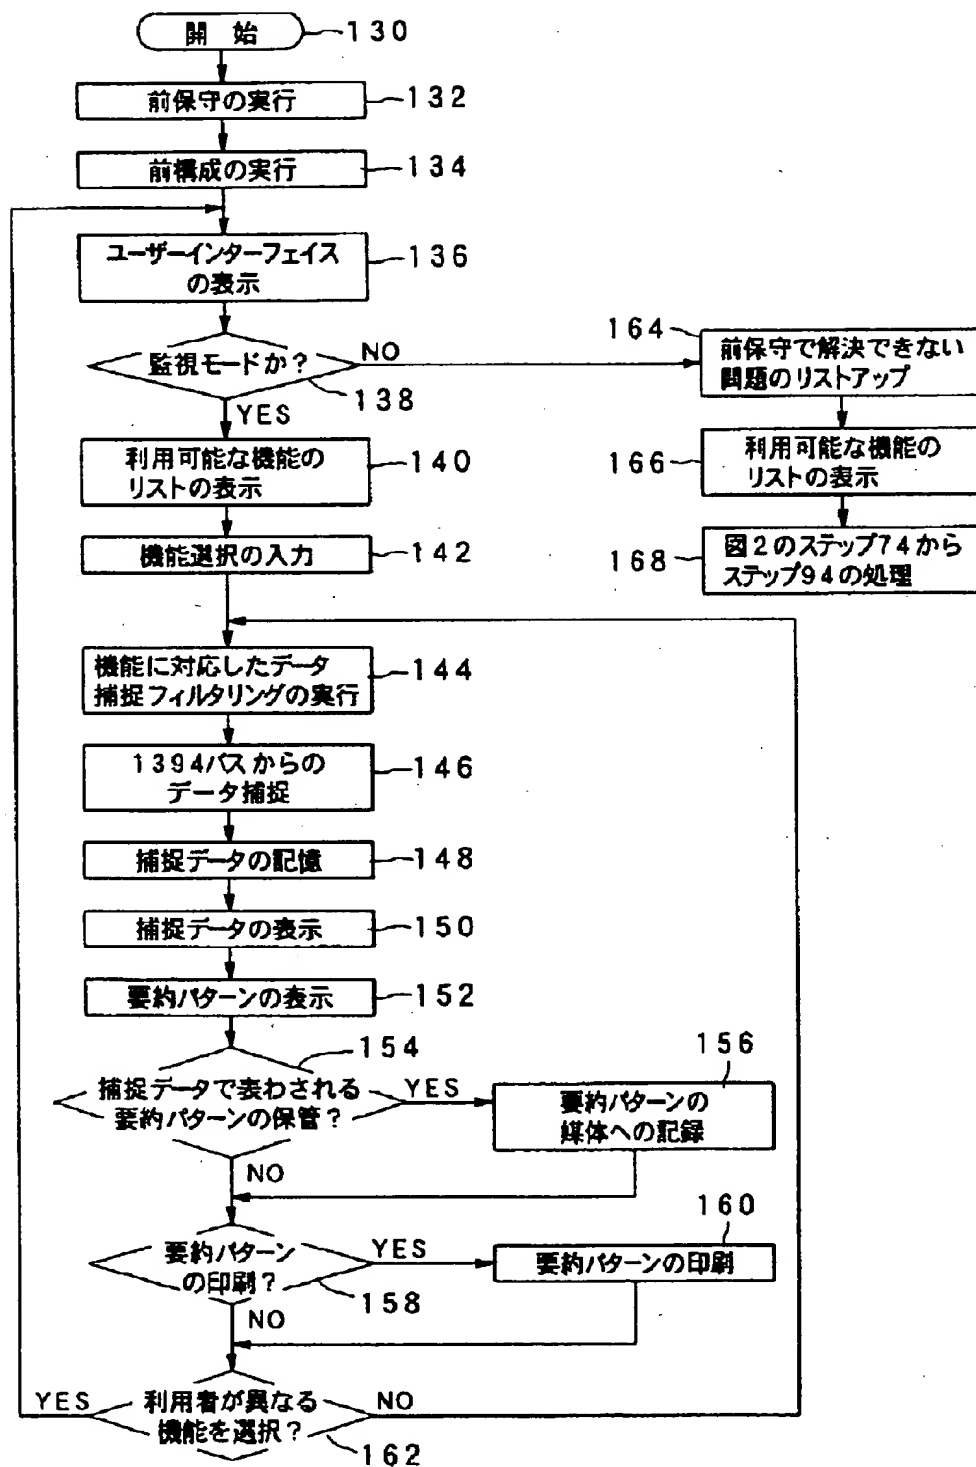 開 始
130
前保守の実行
132
前構成の実行
134
ユーザーインターフェイス
の表示
136
監視モードか?
138
NO
YES
164
前保守で解決できない
問題のリストアップ
利用可能な機能の
リストの表示
140
166
利用可能な機能の
リストの表示
機能選択の入力
142
168
図2のステップ74から
ステップ94の処理
機能に対応したデータ
捕捉フィルタリングの実行
144
1394バスからの
データ捕捉
146
捕捉データの記憶
148
捕捉データの表示
150
要約パターンの表示
152
154
捕捉データで表わされる
要約パターンの保管?
YES
NO
156
要約パターンの
媒体への記録
要約パターン
の印刷?
158
YES
NO
160
要約パターンの印刷
YES
利用者が異なる
機能を選択?
NO
162